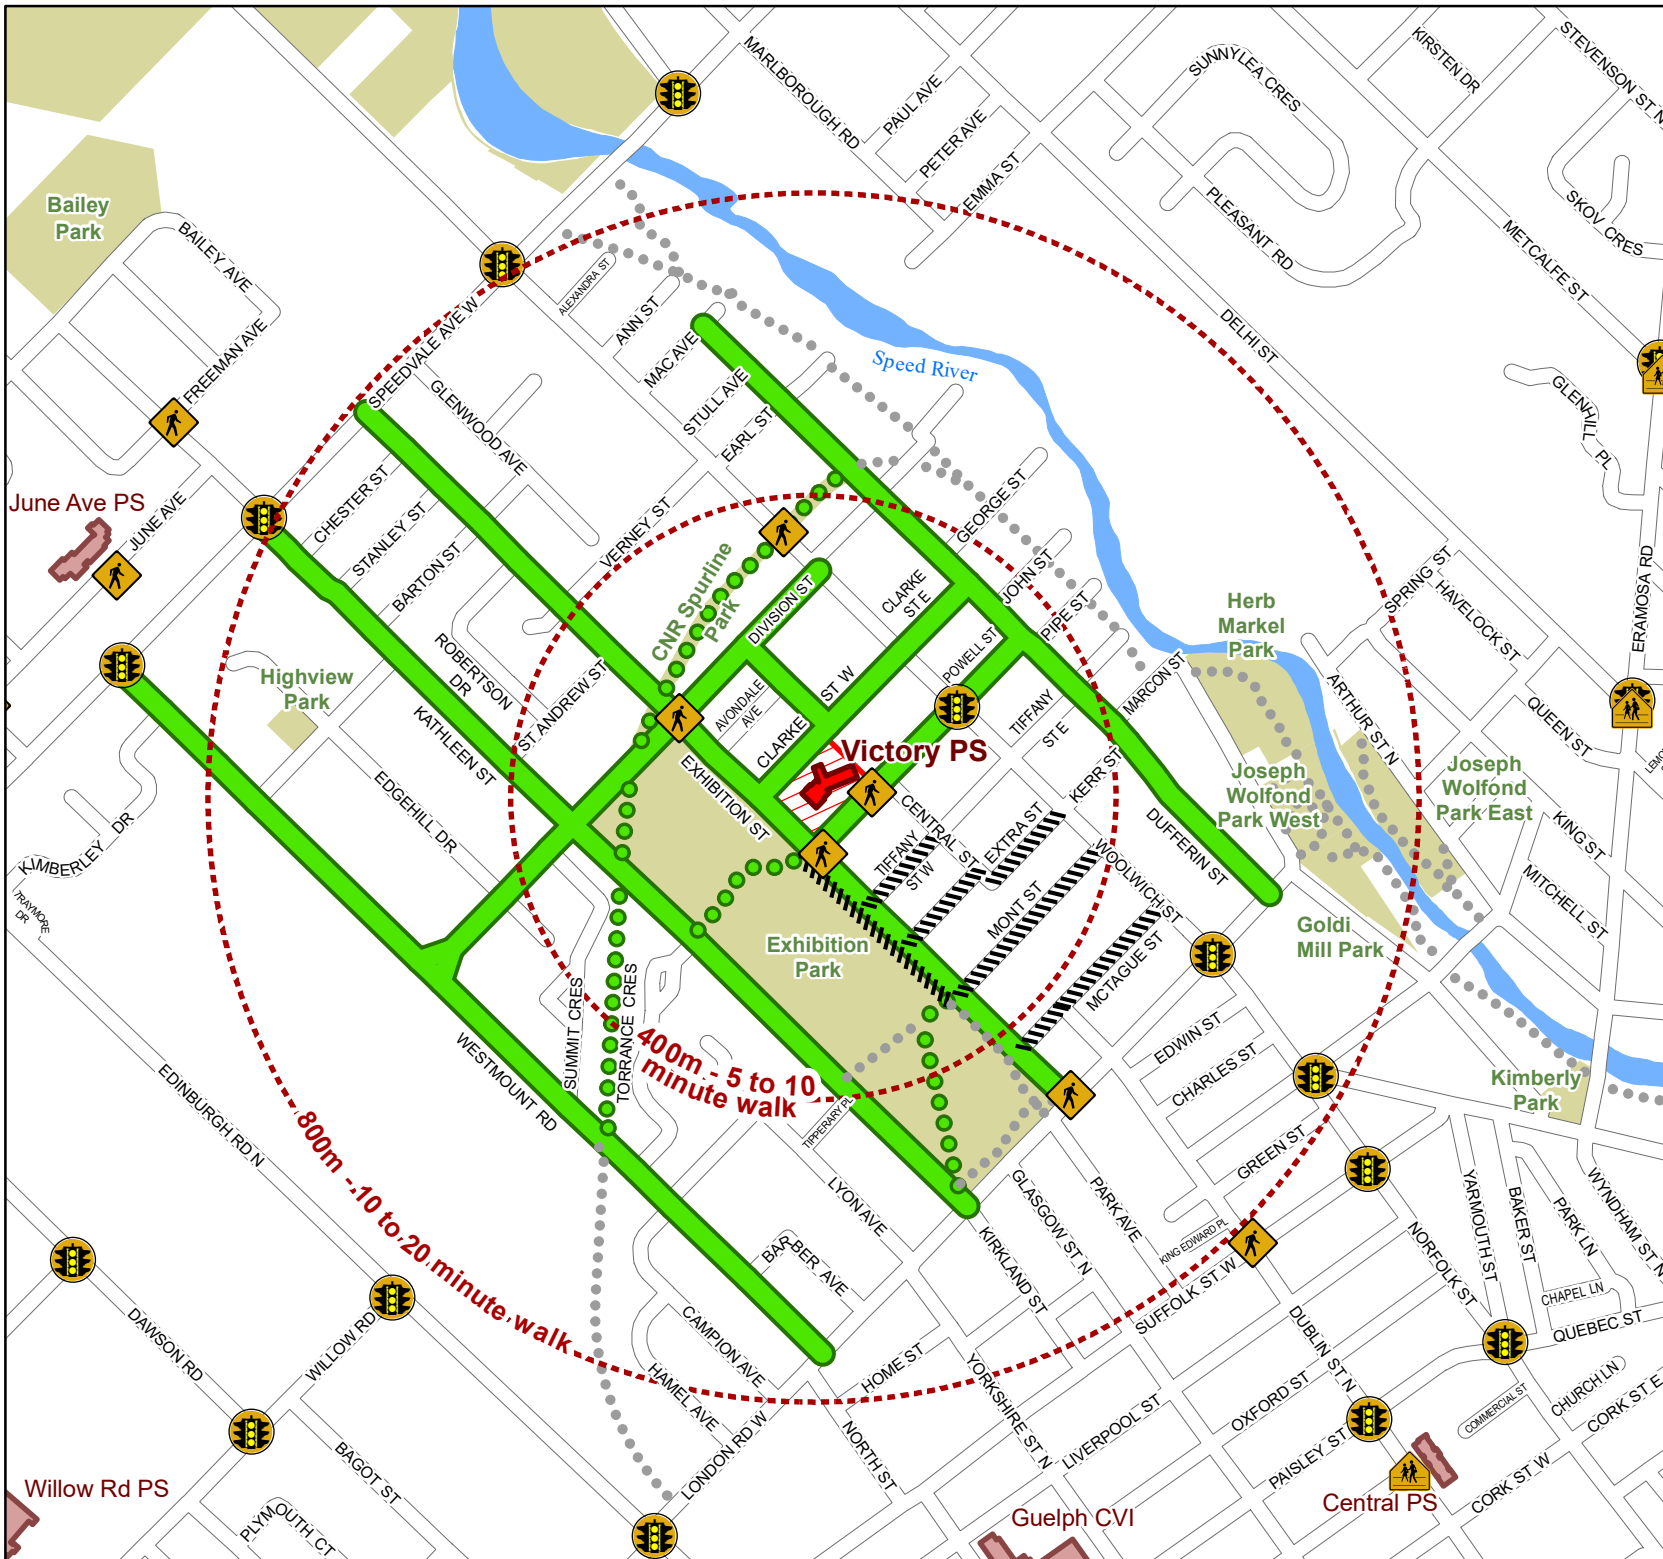 MARLBOROUGH RD
PAUL AVE
PETER AVE
EMMA ST
SUNNYLEA CRES
KIRSTEN DR
STEVENSON ST N
PLEASANT RD
SKOV CRES
METCALFE ST
DELHI ST
Bailey
Park
BAILEY AVE
FREEMAN AVE
ALEXANDRA ST
ANN ST
MAC AVE
STULL AVE
EARL ST
SPEEDVALE AVE W
GLENWOOD AVE
Speed River
GLENHILL PL
ERAMOSA RD
June Ave PS
JUNE AVE
CHESTER ST
STANLEY ST
BARTON ST
VERNEY ST
GEORGE ST
JOHN ST
PIPE ST
SPRING ST
HAVELOCK ST
CNR Spurline
Park
DIVISION ST
CLARKE
ST E
POWELL ST
Herb
Markel
Park
ROBERTSON
DR
ST ANDREW ST
Highview
Park
KATHLEEN ST
AVONDALE
AVE
CLARKE
ST W
TIFFANY
ST E
MARCON ST
ARTHUR ST N
QUEEN ST
Victory PS
EXHIBITION ST
CENTRAL ST
KERR ST
Joseph
Wolfond
Park West
Joseph
Wolfond
Park East
KING ST
MITCHELL ST
EDGEHILL DR
KIMBERLEY DR
TRAYMORE
DR
TIFFANY
ST W
EXTRA ST
WOOLWICH ST
DUFFERIN ST
MONT ST
MCTAGUE ST
Exhibition
Park
Goldi
Mill Park
SUMMIT CRES
TORRANCE CRES
WESTMOUNT RD
EDINBURGH RD N
400m - 5 to 10
minute walk
TIPPERARY PL
EDWIN ST
CHARLES ST
Kimberly
Park
800m - 10 to 20 minute walk
GREEN ST
LYON AVE
GLASGOW ST N
PARK AVE
KING EDWARD PL
SUFFOLK ST W
NORFOLK ST
YARMOUTH ST
BAKER ST
PARK LN
WYNDHAM ST N
BARBER AVE
KIRKLAND ST
CHAPEL LN
QUEBEC ST
DAWSON RD
WILLOW RD
CAMPION AVE
HAMEL AVE
HOME ST
YORKSHIRE ST N
DUBLIN ST N
OXFORD ST
LIVERPOOL ST
COMMERCIAL ST
CHURCH LN
CORK ST E
BAGOT ST
LONDON RD W
NORTH ST
PAISLEY ST
CORK ST W
Willow Rd PS
PLYMOUTH CT
Guelph CVI
Central PS